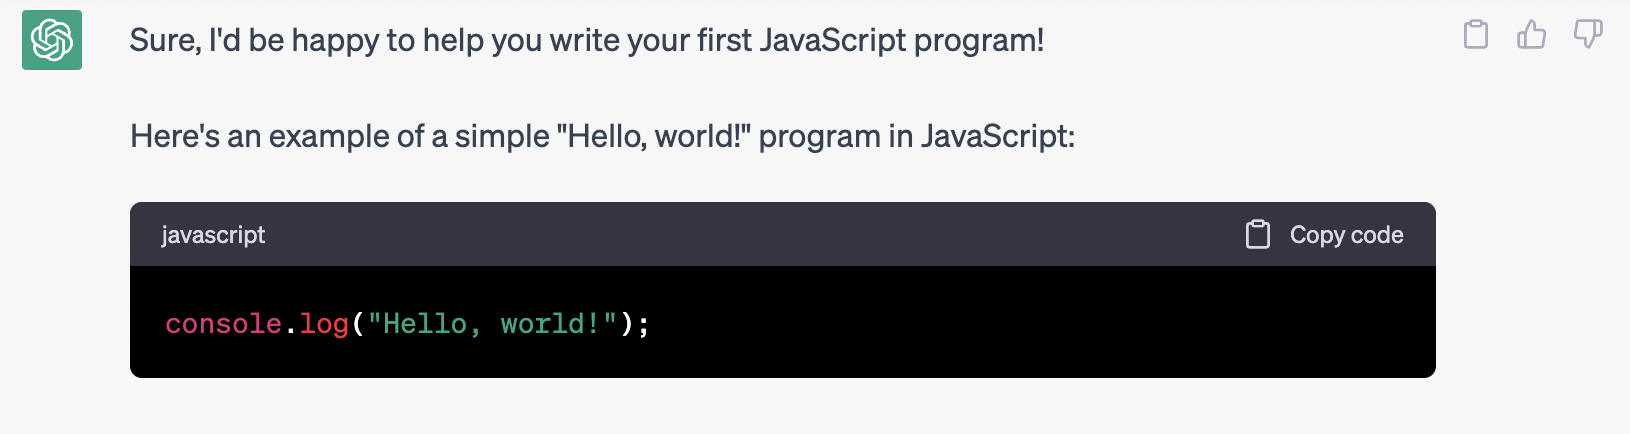 Sure, I'd be happy to help you write your first JavaScript program!
Here's an example of a simple "Hello, world!" program in JavaScript:
javascript
Copy code
console.log("Hello, world!");